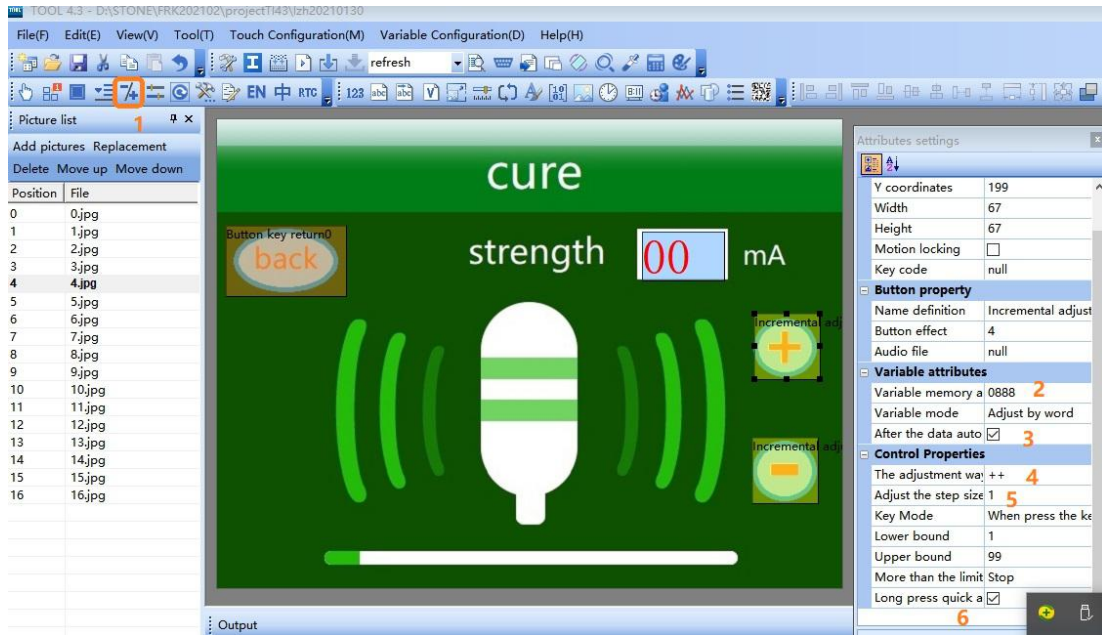 TOOL 4.3 - D:\STONE\FRK202102\projectTi43\lzh20210130
File(F) Edit(E) View(V) Tool(T) Touch Configuration(M) Variable Configuration(D) Help(H)
refresh
EN 中 RTC 123 abc abc V
1
Picture list
Add pictures Replacement
Delete Move up Move down
Position File
0 0.jpg
1 1.jpg
2 2.jpg
3 3.jpg
4 4.jpg
5 5.jpg
6 6.jpg
7 7.jpg
8 8.jpg
9 9.jpg
10 10.jpg
11 11.jpg
12 12.jpg
13 13.jpg
14 14.jpg
15 15.jpg
16 16.jpg
cure
Button key return0
back
strength 00 mA
Incremental adj
+
Incremental adj
-
Output
Attributes settings
Y coordinates 199
Width 67
Height 67
Motion locking
Key code null
Button property
Name definition Incremental adjust
Button effect 4
Audio file null
Variable attributes
Variable memory a 0888 2
Variable mode Adjust by word
After the data auto 3
Control Properties
The adjustment way ++ 4
Adjust the step size 1 5
Key Mode When press the ke
Lower bound 1
Upper bound 99
More than the limit Stop
Long press quick a
6